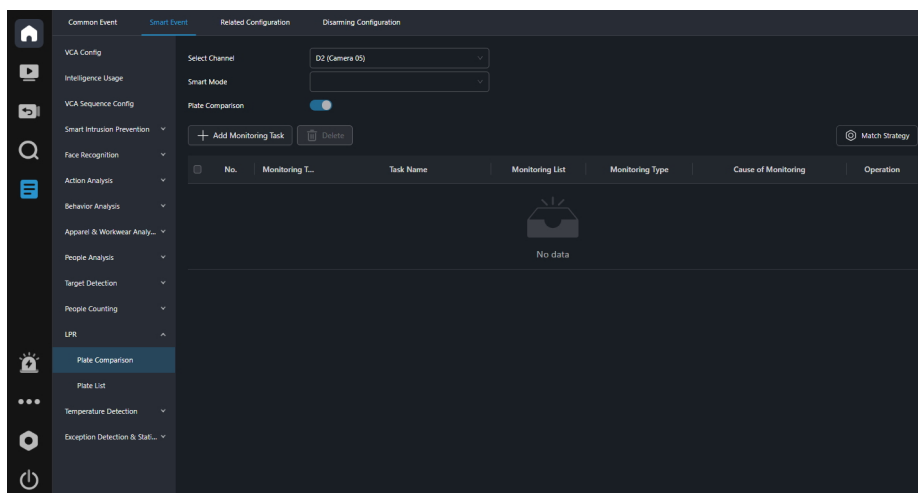 Common Event Smart Event Related Configuration Disarming Configuration
VCA Config
Intelligence Usage
VCA Sequence Config
Smart Intrusion Prevention
Face Recognition
Action Analysis
Behavior Analysis
Apparel & Workwear Analy...
People Analysis
Target Detection
People Counting
LPR
Plate Comparison
Plate List
Temperature Detection
Exception Detection & Stati...
Select Channel D2 (Camera 05)
Smart Mode
Plate Comparison
Add Monitoring Task Delete Match Strategy
No. Monitoring T... Task Name Monitoring List Monitoring Type Cause of Monitoring Operation
No data